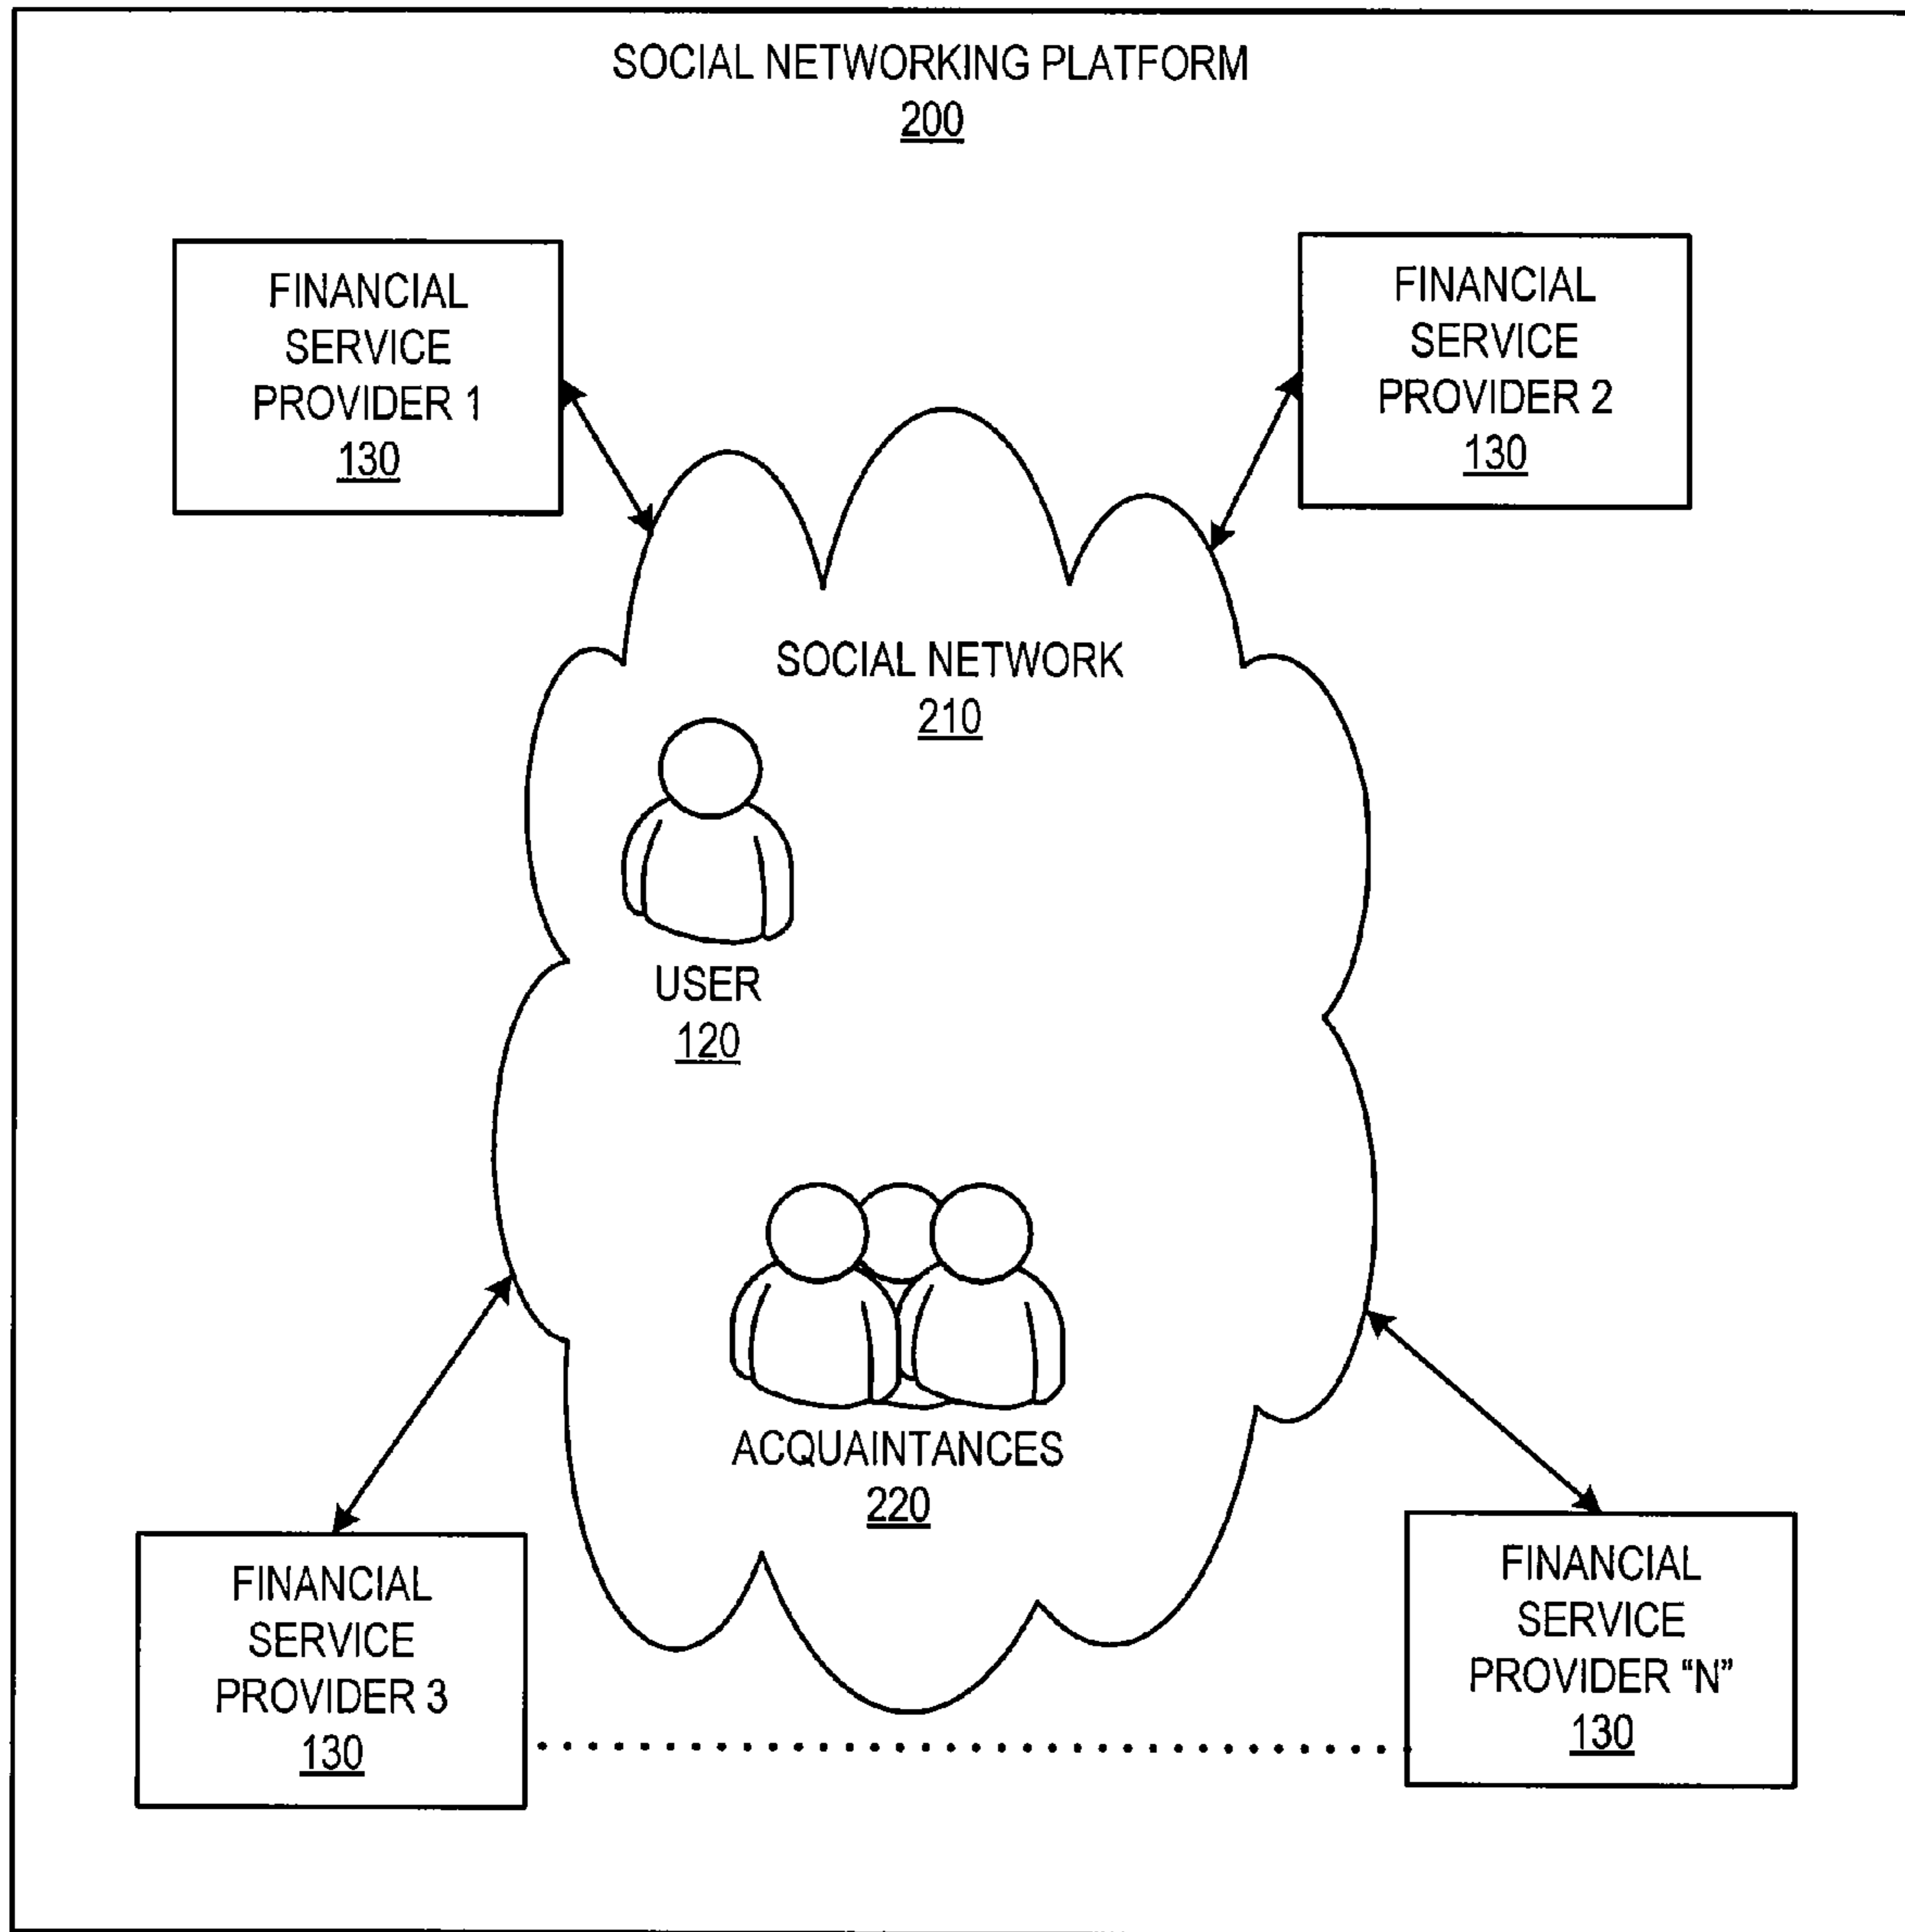 SOCIAL NETWORKING PLATFORM
200
FINANCIAL
SERVICE
PROVIDER 1
130
FINANCIAL
SERVICE
PROVIDER 2
130
SOCIAL NETWORK
210
USER
120
ACQUAINTANCES
220
FINANCIAL
SERVICE
PROVIDER 3
130
FINANCIAL
SERVICE
PROVIDER “N”
130